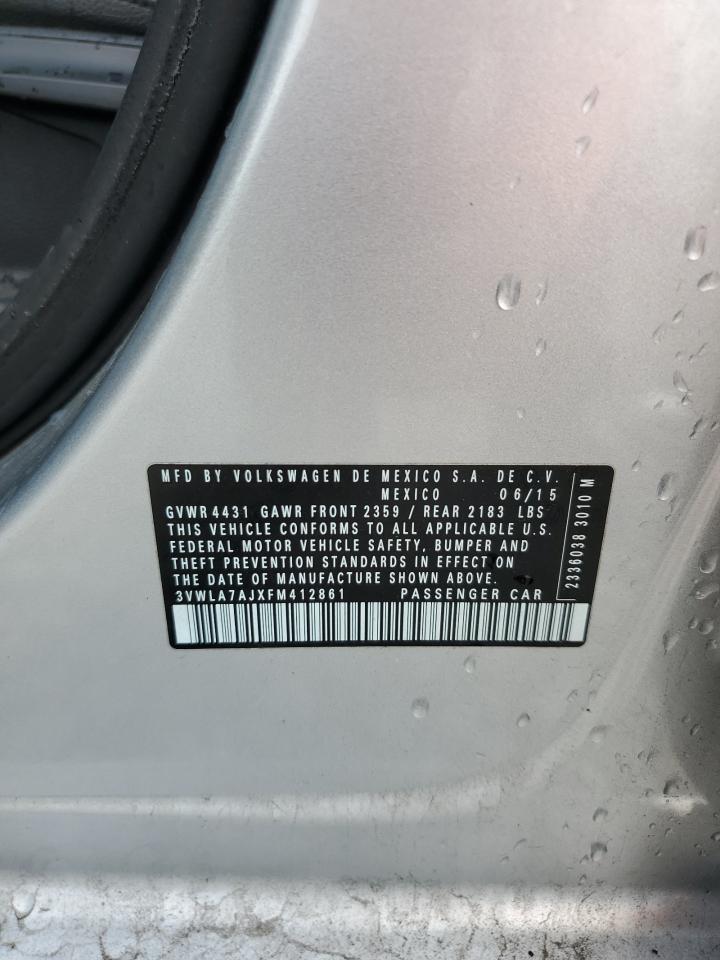 MFD BY VOLKSWAGEN DE MEXICO S.A. DE C.V.
MEXICO 06/15
GVWR 4431 GAWR FRONT 2359 / REAR 2183 LBS
THIS VEHICLE CONFORMS TO ALL APPLICABLE U.S.
FEDERAL MOTOR VEHICLE SAFETY, BUMPER AND
THEFT PREVENTION STANDARDS IN EFFECT ON
THE DATE OF MANUFACTURE SHOWN ABOVE.
3VWLA7AJXFM412861 PASSENGER CAR
2336038 3010 M